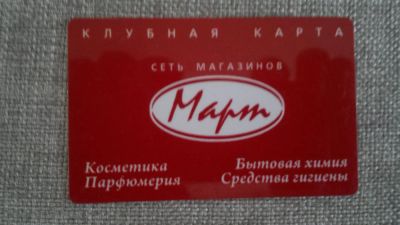 КЛУБНАЯ КАРТА
СЕТЬ МАГАЗИНОВ
Март
Косметика
Парфюмерия
Бытовая химия
Средства гигиены